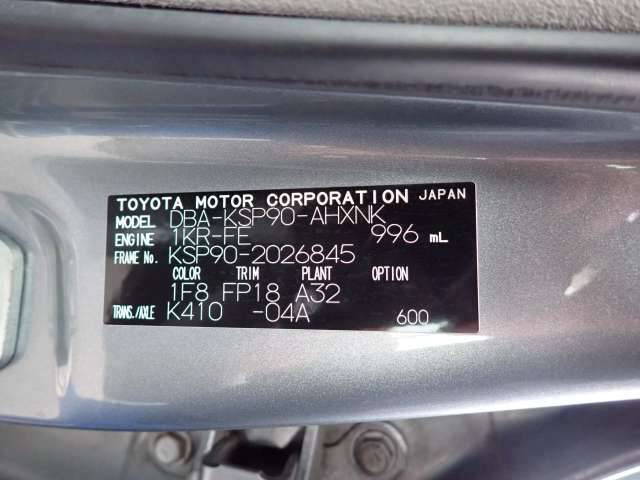 TOYOTA MOTOR CORPORATION JAPAN
MODEL DBA-KSP90-AHXNK
ENGINE 1KR-FE 996 mL
FRAME No. KSP90-2026845
COLOR TRIM PLANT OPTION
1F8 FP18 A32
TRANS./AXLE K410 -04A 600